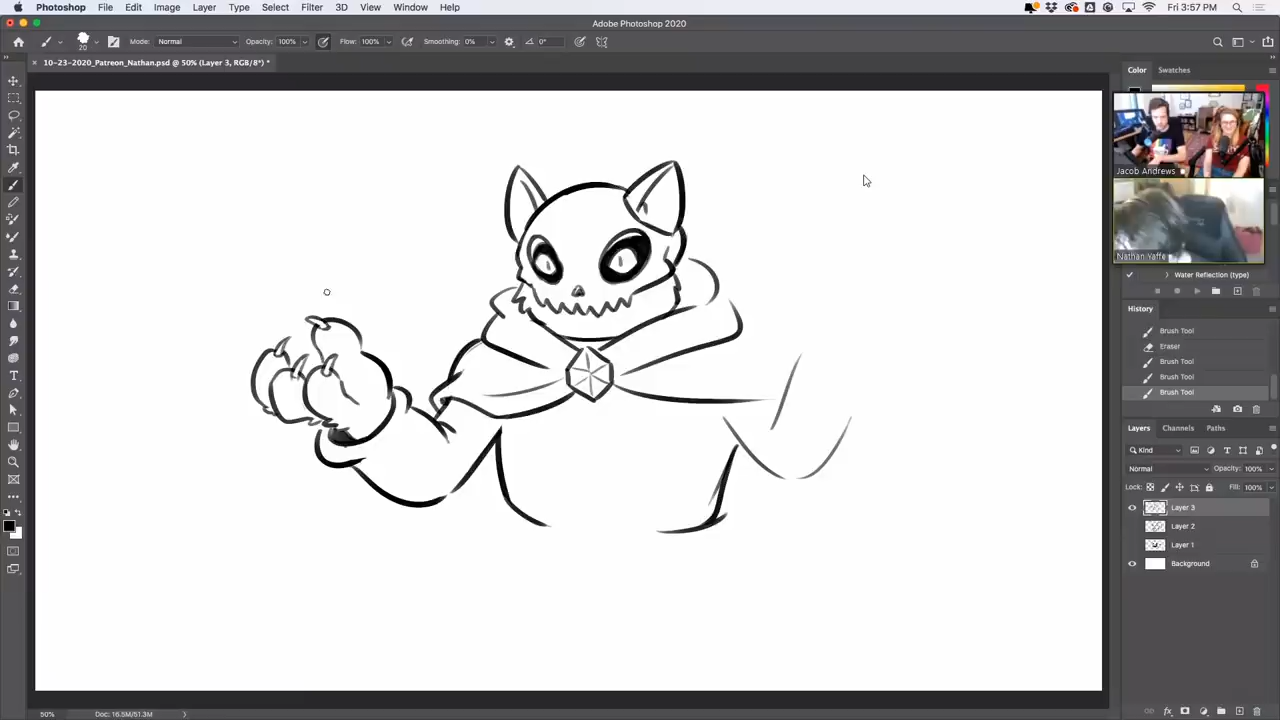 Photoshop File Edit Image Layer Type Select Filter 3D View Window Help Fri 3:57 PM
Adobe Photoshop 2020
20 Mode: Normal Opacity: 100% Flow: 100% Smoothing: 0% 0°
× 10-23-2020_Patreon_Nathan.psd @ 50% (Layer 3, RGB/8*) *
Color Swatches
Jacob Andrews
Nathan Yaffe
Water Reflection (type)
History
Brush Tool
Eraser
Brush Tool
Brush Tool
Brush Tool
Layers Channels Paths
Kind
Normal Opacity: 100%
Lock: Fill: 100%
Layer 3
Layer 2
Layer 1
Background
fx
50% Doc: 16.5M/51.3M